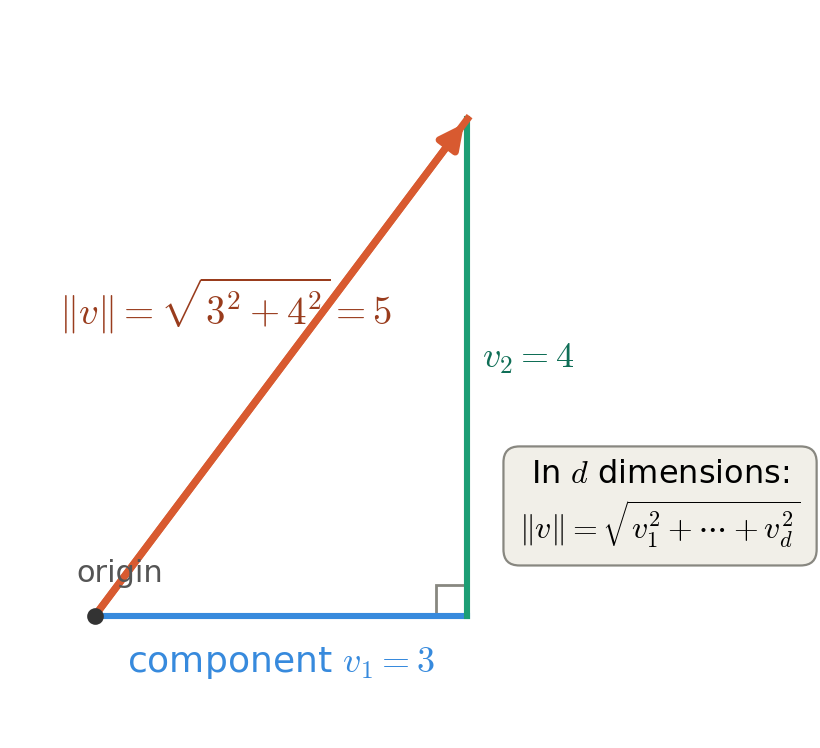 ‖v‖ = √(3² + 4²) = 5
v₂ = 4
In d dimensions:
‖v‖ = √(v₁² + ⋯ + v_d²)
origin
component v₁ = 3